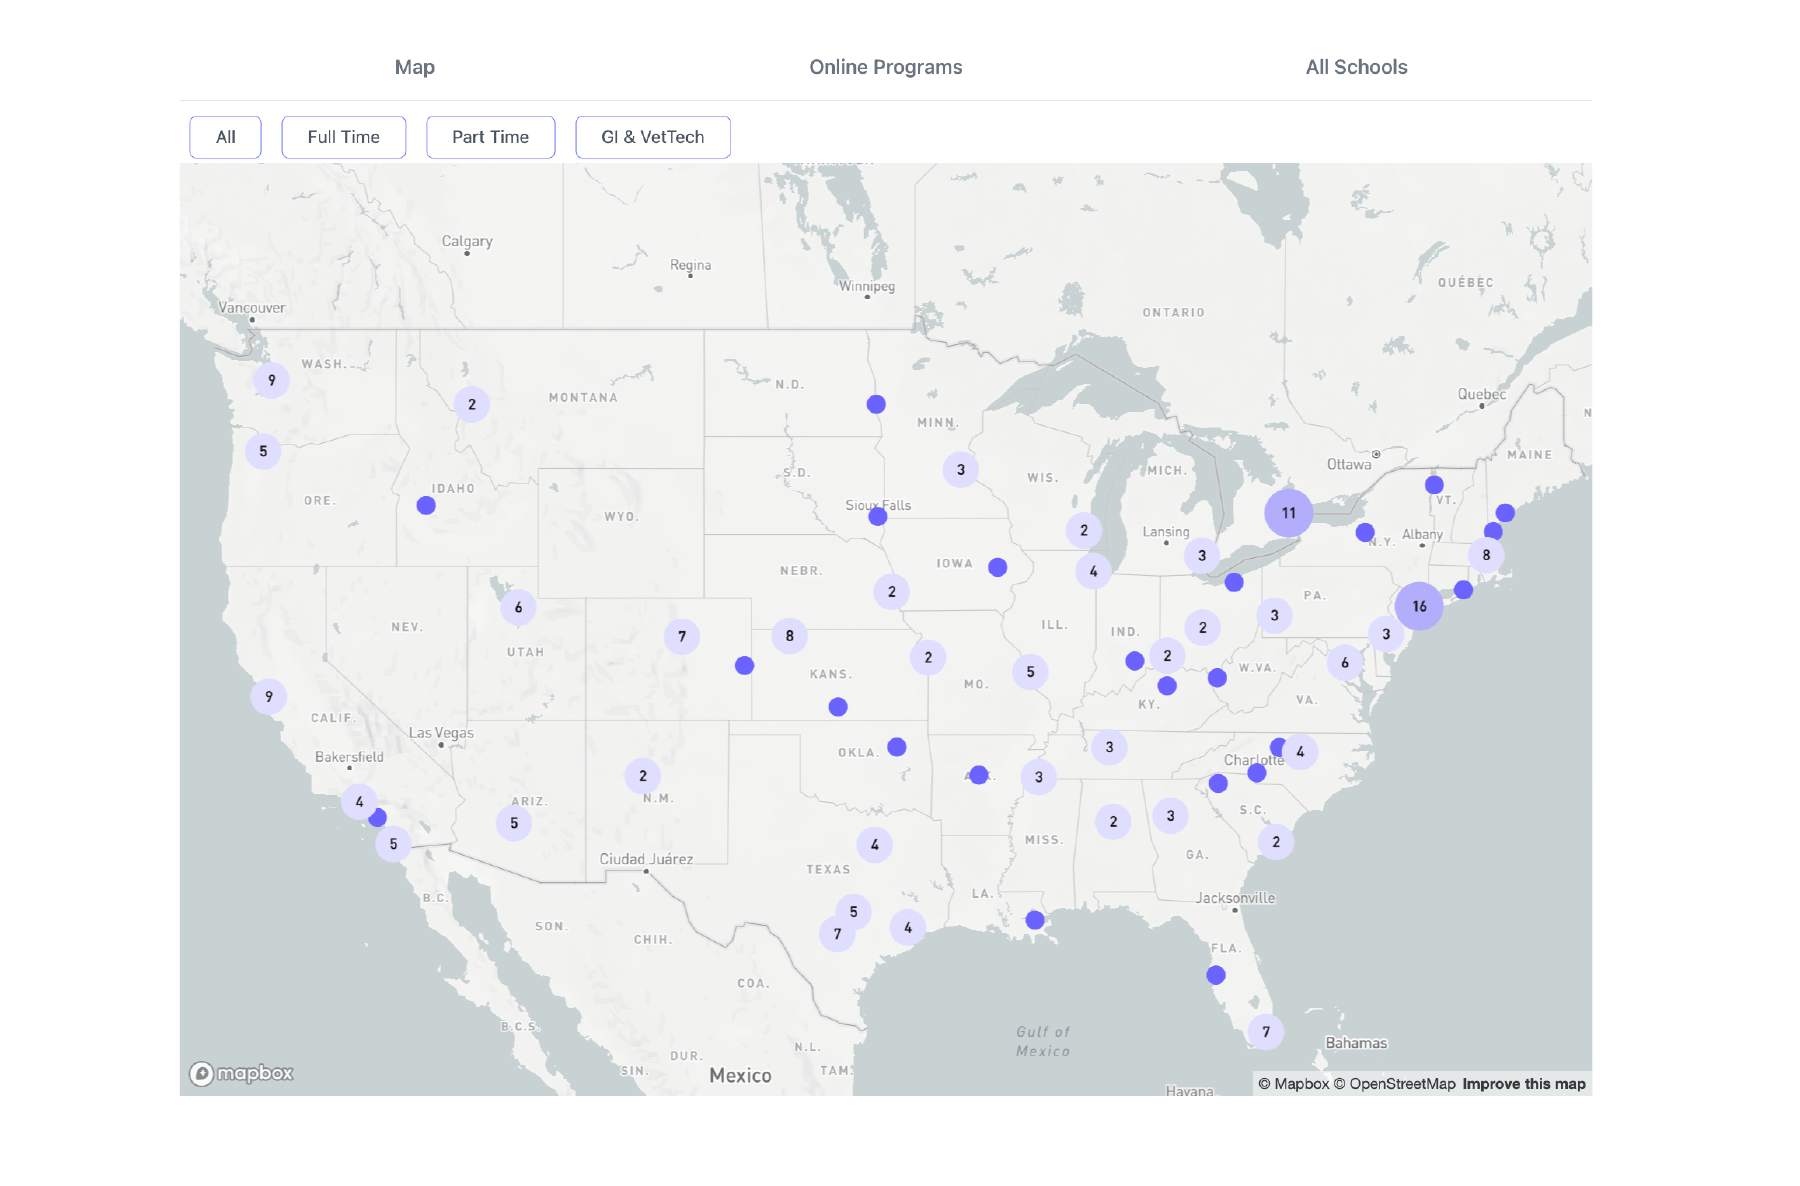 Map
Online Programs
All Schools
All
Full Time
Part Time
GI & VetTech
Calgary
Regina
Winnipeg
Vancouver
ONTARIO
QUÉBEC
WASH.
9
2
MONTANA
N.D.
MINN.
Quebec
5
ORE.
IDAHO
S.D.
3
WIS.
MICH.
Ottawa
MAINE
WYO.
Sioux Falls
2
Lansing
11
VT.
N.Y.
Albany
8
3
4
IOWA
NEBR.
2
6
NEV.
UTAH
7
8
KANS.
2
MO.
5
ILL.
IND.
2
2
3
PA.
16
3
6
W.VA.
VA.
KY.
9
CALIF.
Las Vegas
Bakersfield
4
5
ARIZ.
5
2
N.M.
OKLA.
3
3
Charlotte
4
S.C.
2
3
2
MISS.
GA.
4
TEXAS
Ciudad Juárez
LA.
Jacksonville
B.C.
SON.
CHIH.
5
7
4
FLA.
COA.
B.C.S.
7
Gulf of
Mexico
Bahamas
N.L.
DUR.
SIN.
TAM.
Mexico
Havana
mapbox
© Mapbox © OpenStreetMap Improve this map